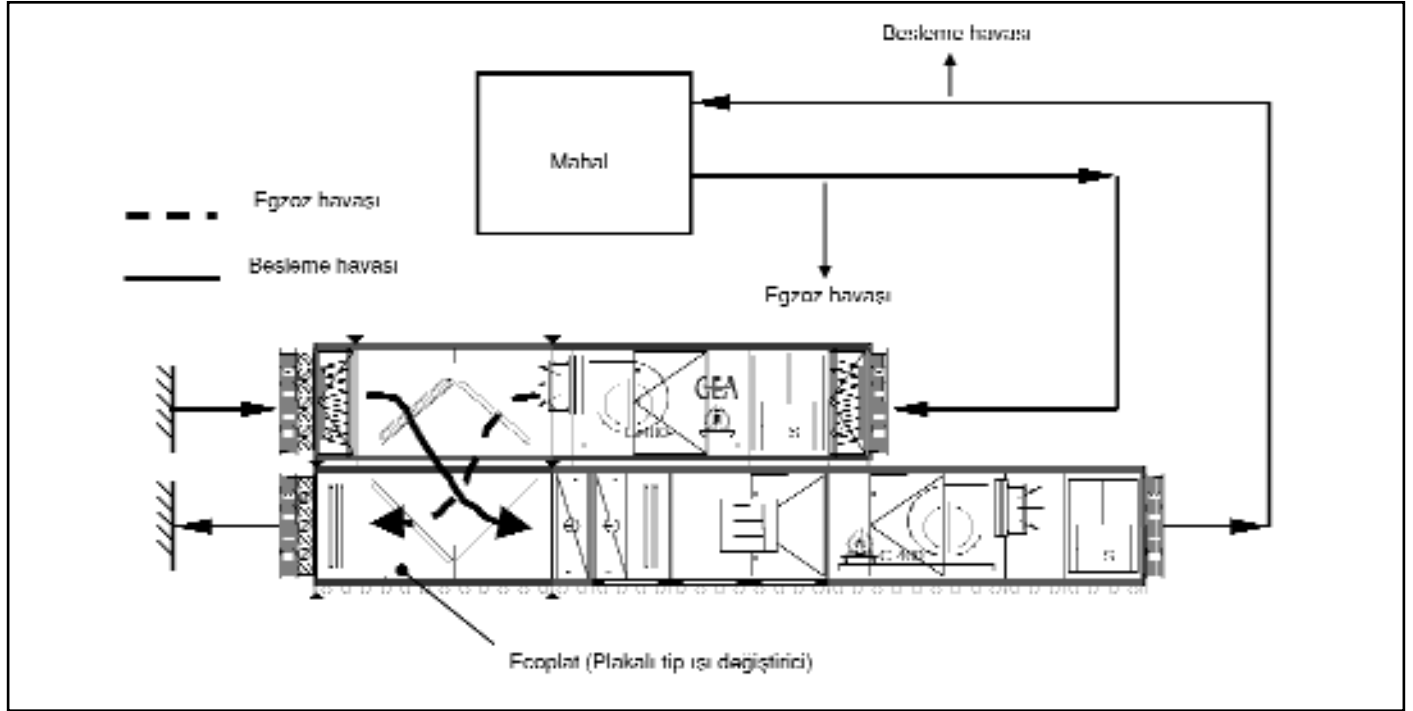 Besleme havası
Mahal
Egzoz havası
Besleme havası
Egzoz havası
GEA
S
S
Ecoplat (Plakalı tip ısı değiştirici)